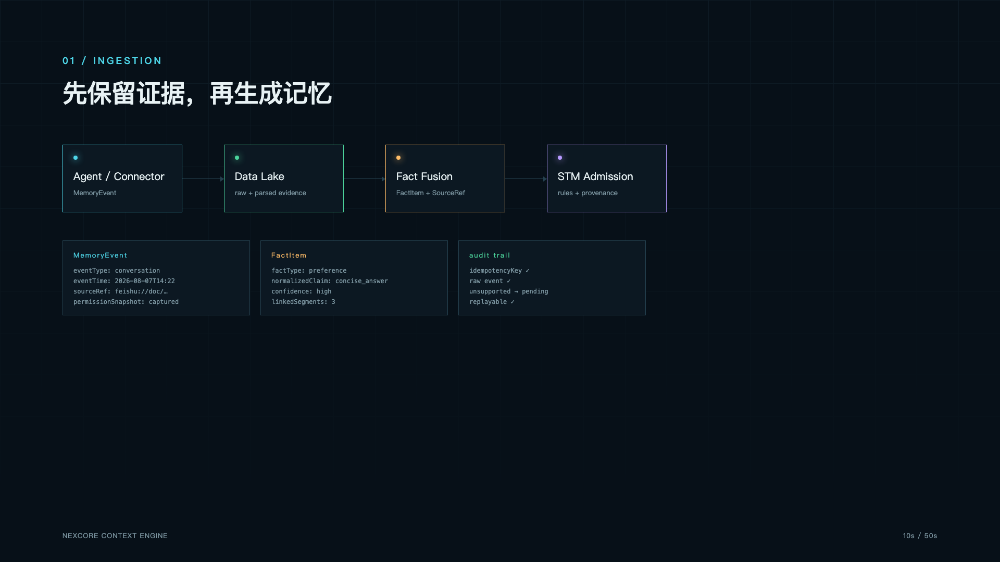 01 / INGESTION
先保留证据，再生成记忆
Agent / Connector
MemoryEvent
Data Lake
raw + parsed evidence
Fact Fusion
FactItem + SourceRef
STM Admission
rules + provenance
MemoryEvent
eventType: conversation
eventTime: 2026-08-07T14:22
sourceRef: feishu://doc/…
permissionSnapshot: captured
FactItem
factType: preference
normalizedClaim: concise_answer
confidence: high
linkedSegments: 3
audit trail
idempotencyKey ✓
raw event ✓
unsupported → pending
replayable ✓
NEXCORE CONTEXT ENGINE
10s / 50s